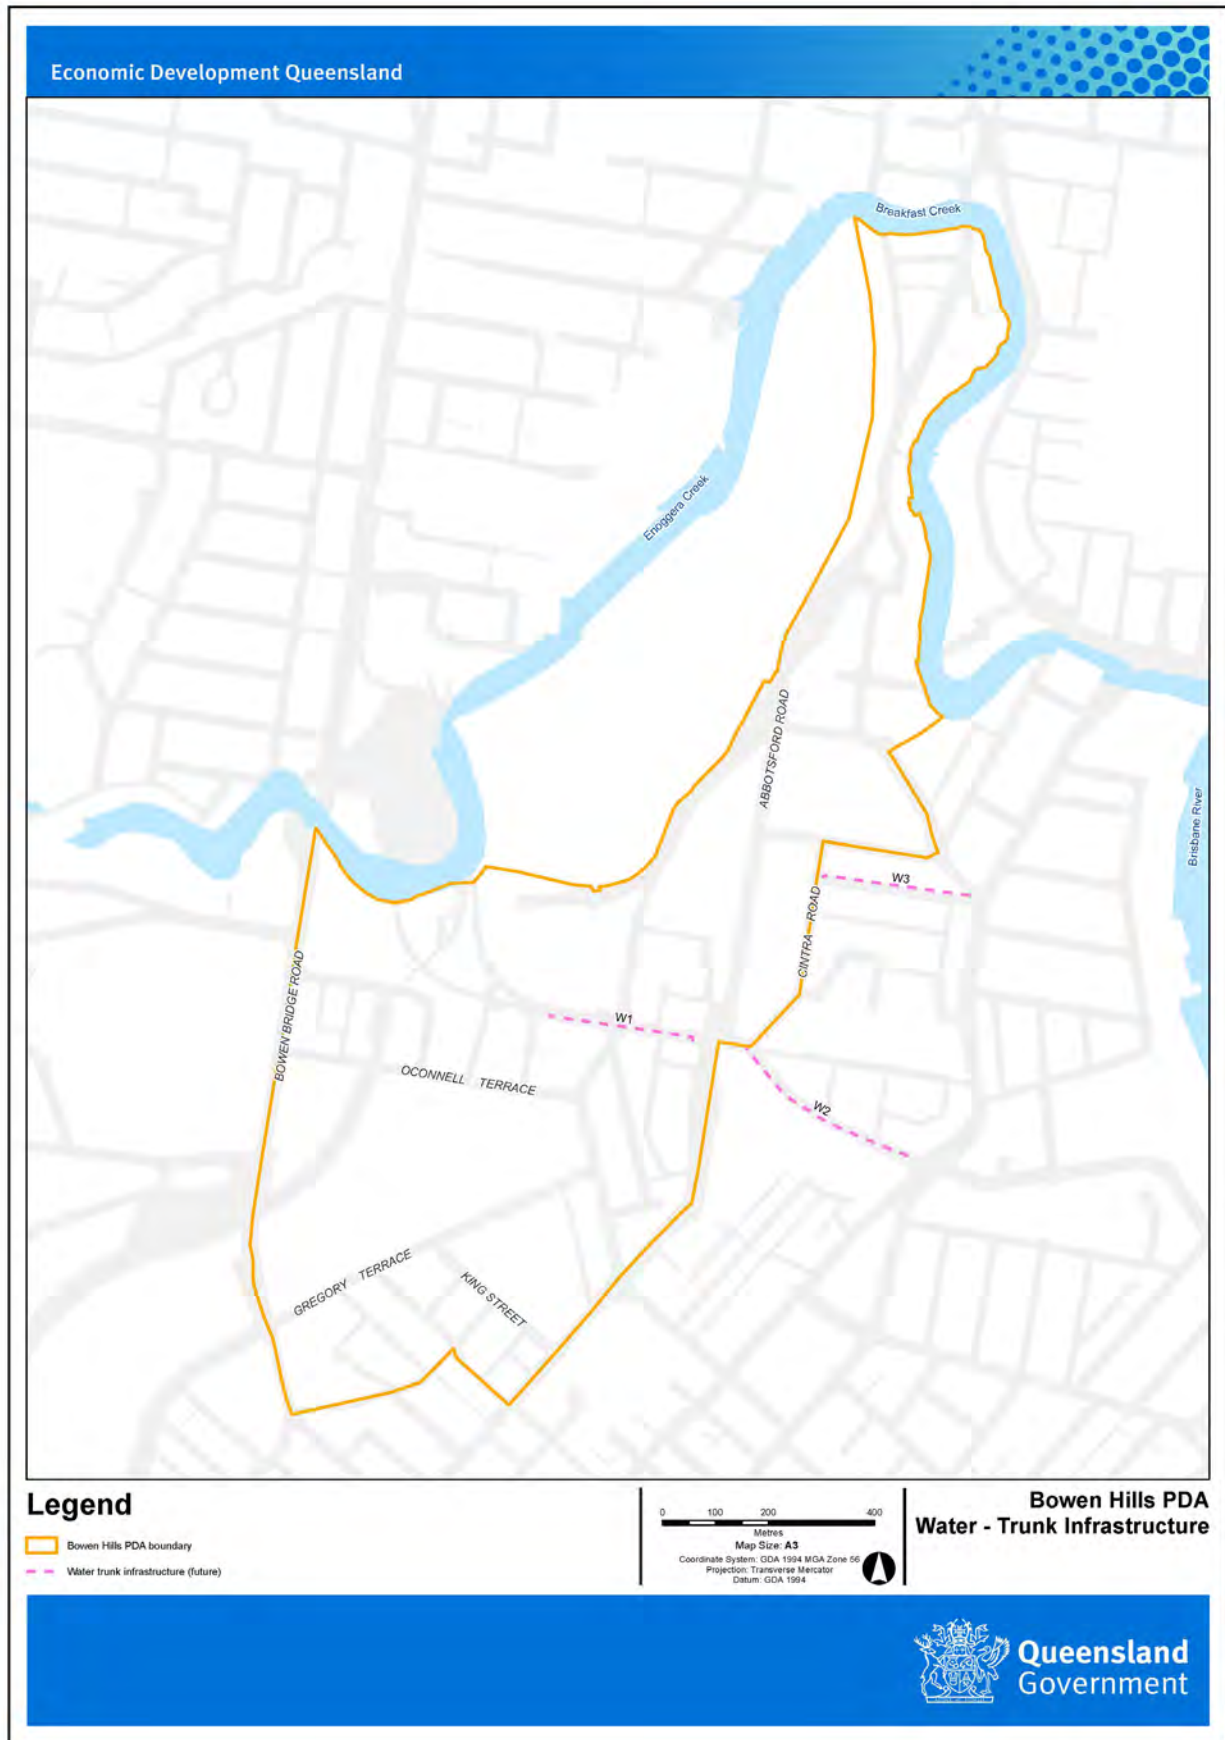 Economic Development Queensland
Breakfast Creek
Enoggera Creek
ABBOTSFORD ROAD
Brisbane River
W3
CINTRA ROAD
BOWEN BRIDGE ROAD
W1
OCONNELL TERRACE
W2
GREGORY TERRACE
KING STREET
Legend
Bowen Hills PDA boundary
Water trunk infrastructure (future)
0 100 200 400
Metres
Map Size: A3
Coordinate System: GDA 1994 MGA Zone 56
Projection: Transverse Mercator
Datum: GDA 1994
Bowen Hills PDA
Water - Trunk Infrastructure
Queensland
Government